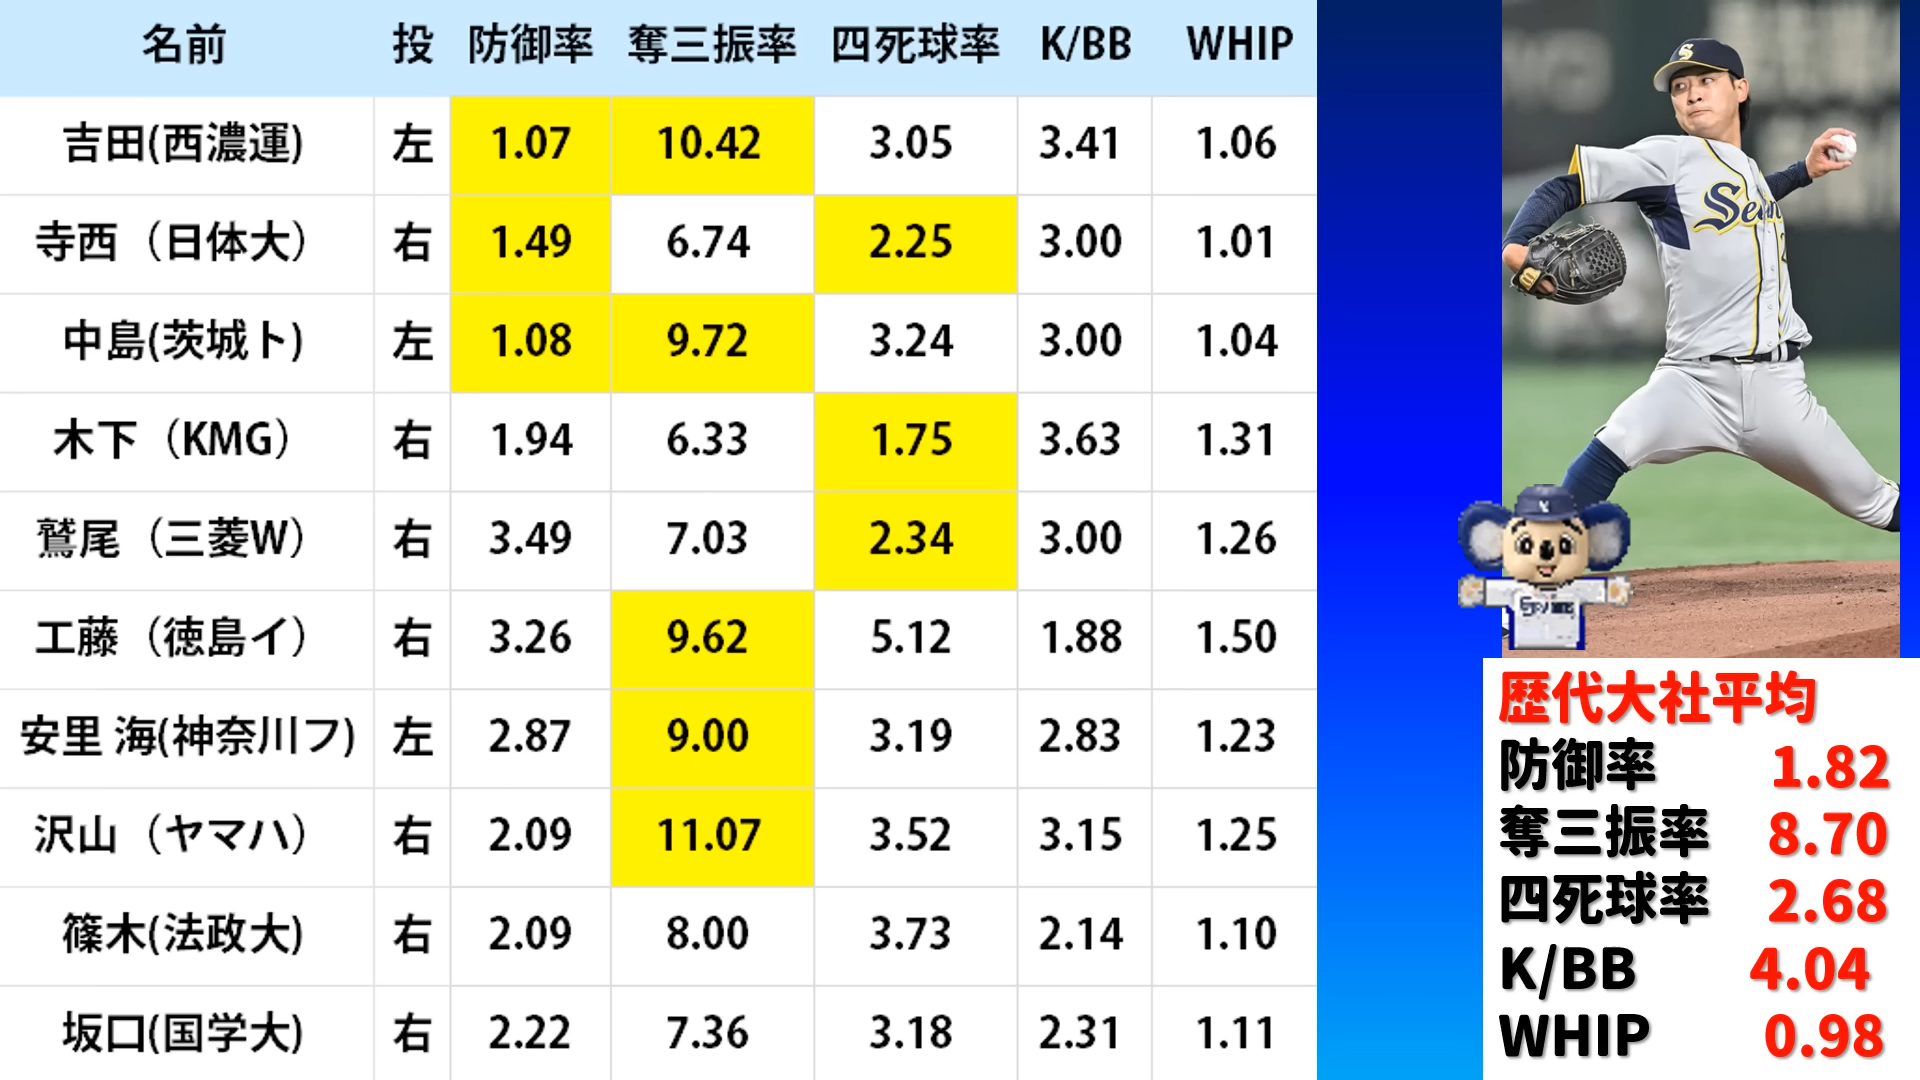 名前 投 防御率 奪三振率 四死球率 K/BB WHIP
吉田(西濃運) 左 1.07 10.42 3.05 3.41 1.06
寺西（日体大） 右 1.49 6.74 2.25 3.00 1.01
中島(茨城ト) 左 1.08 9.72 3.24 3.00 1.04
木下（KMG） 右 1.94 6.33 1.75 3.63 1.31
鷲尾（三菱W） 右 3.49 7.03 2.34 3.00 1.26
工藤（徳島イ） 右 3.26 9.62 5.12 1.88 1.50
安里 海(神奈川フ) 左 2.87 9.00 3.19 2.83 1.23
沢山（ヤマハ） 右 2.09 11.07 3.52 3.15 1.25
篠木(法政大) 右 2.09 8.00 3.73 2.14 1.10
坂口(国学大) 右 2.22 7.36 3.18 2.31 1.11
S
歴代大社平均
防御率 1.82
奪三振率 8.70
四死球率 2.68
K/BB 4.04
WHIP 0.98